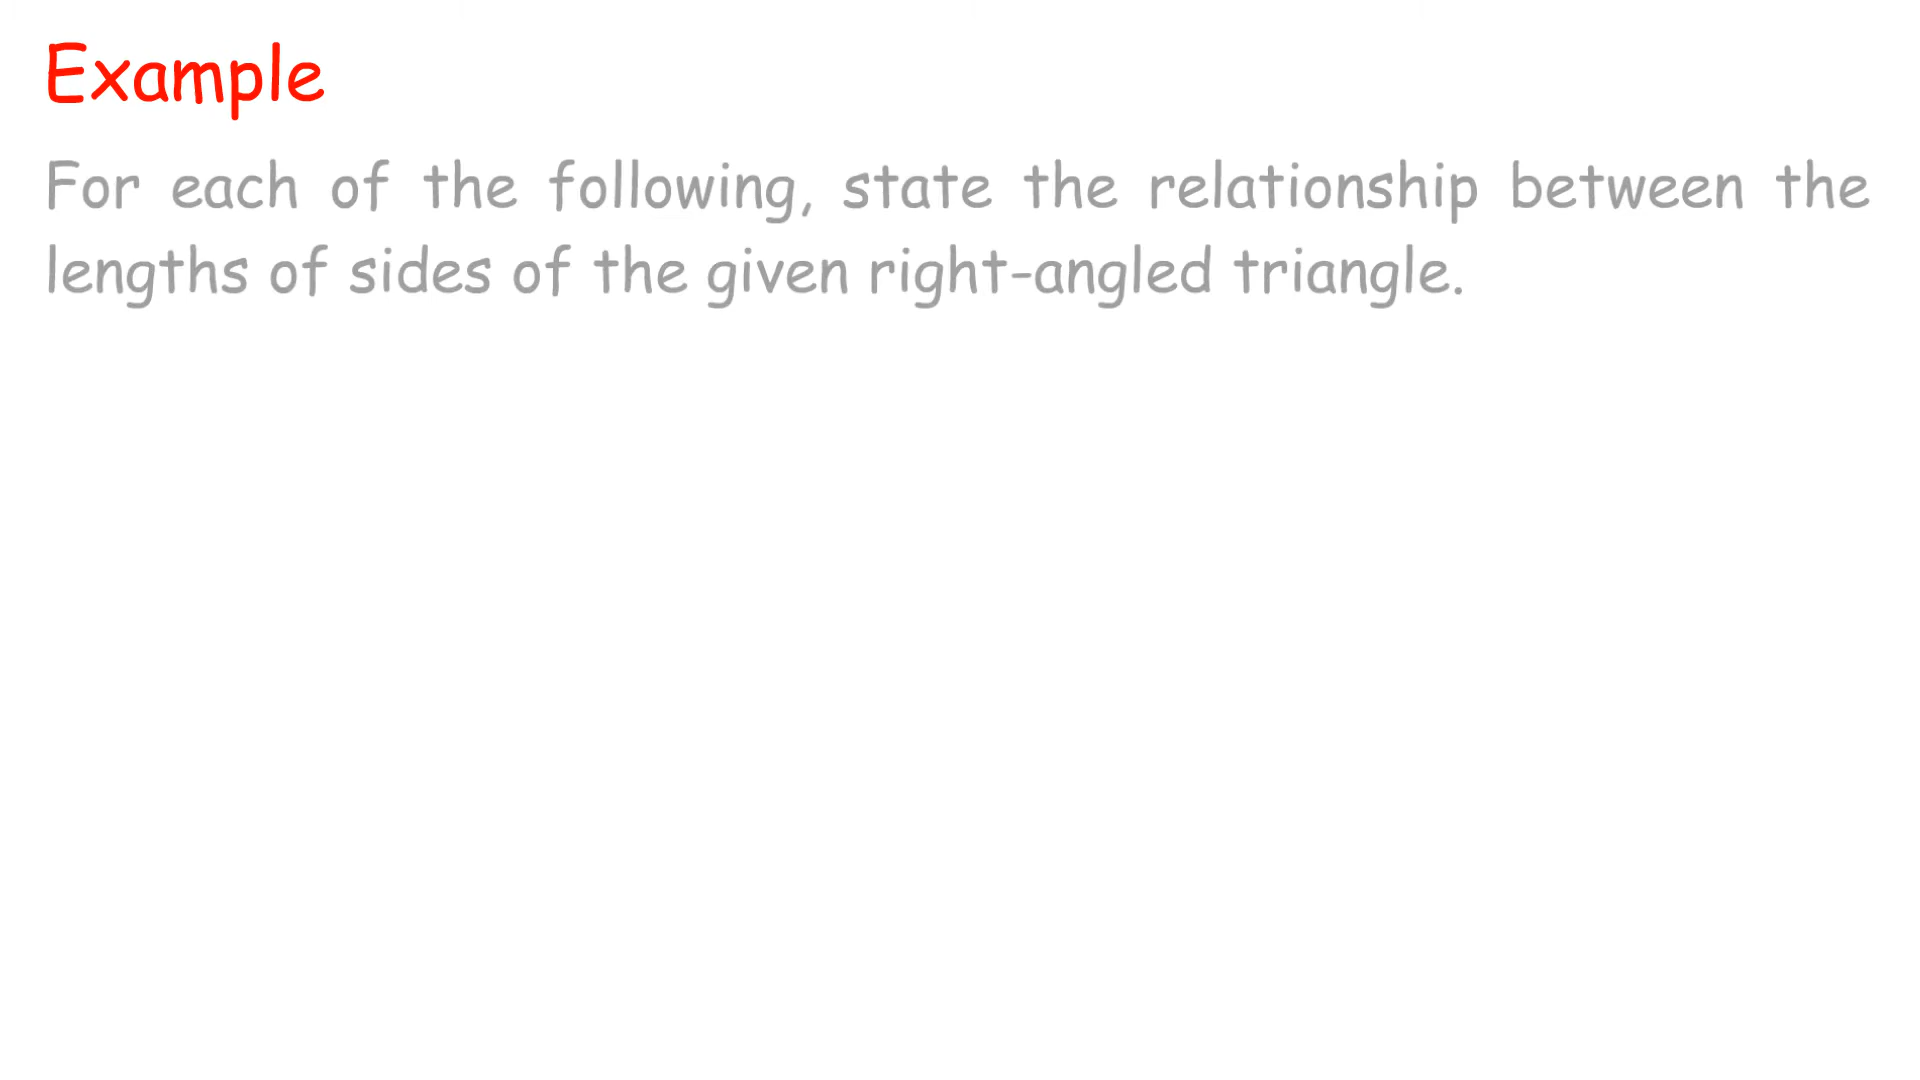 Example
For each of the following, state the relationship between the
lengths of sides of the given right-angled triangle.